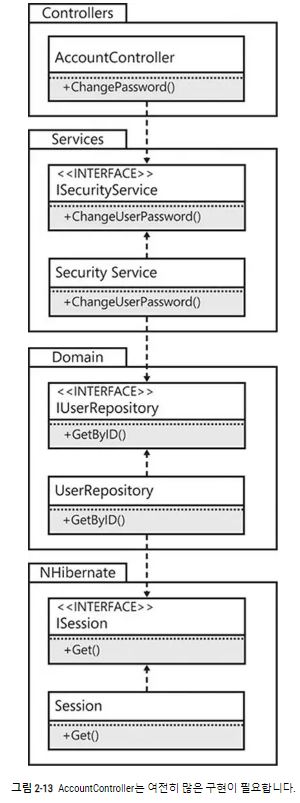 Controllers
AccountController
+ChangePassword()
Services
<<INTERFACE>>
ISecurityService
+ChangeUserPassword()
Security Service
+ChangeUserPassword()
Domain
<<INTERFACE>>
IUserRepository
+GetByID()
UserRepository
+GetByID()
NHibernate
<<INTERFACE>>
ISession
+Get()
Session
+Get()
그림 2-13 AccountController는 여전히 많은 구현이 필요합니다.